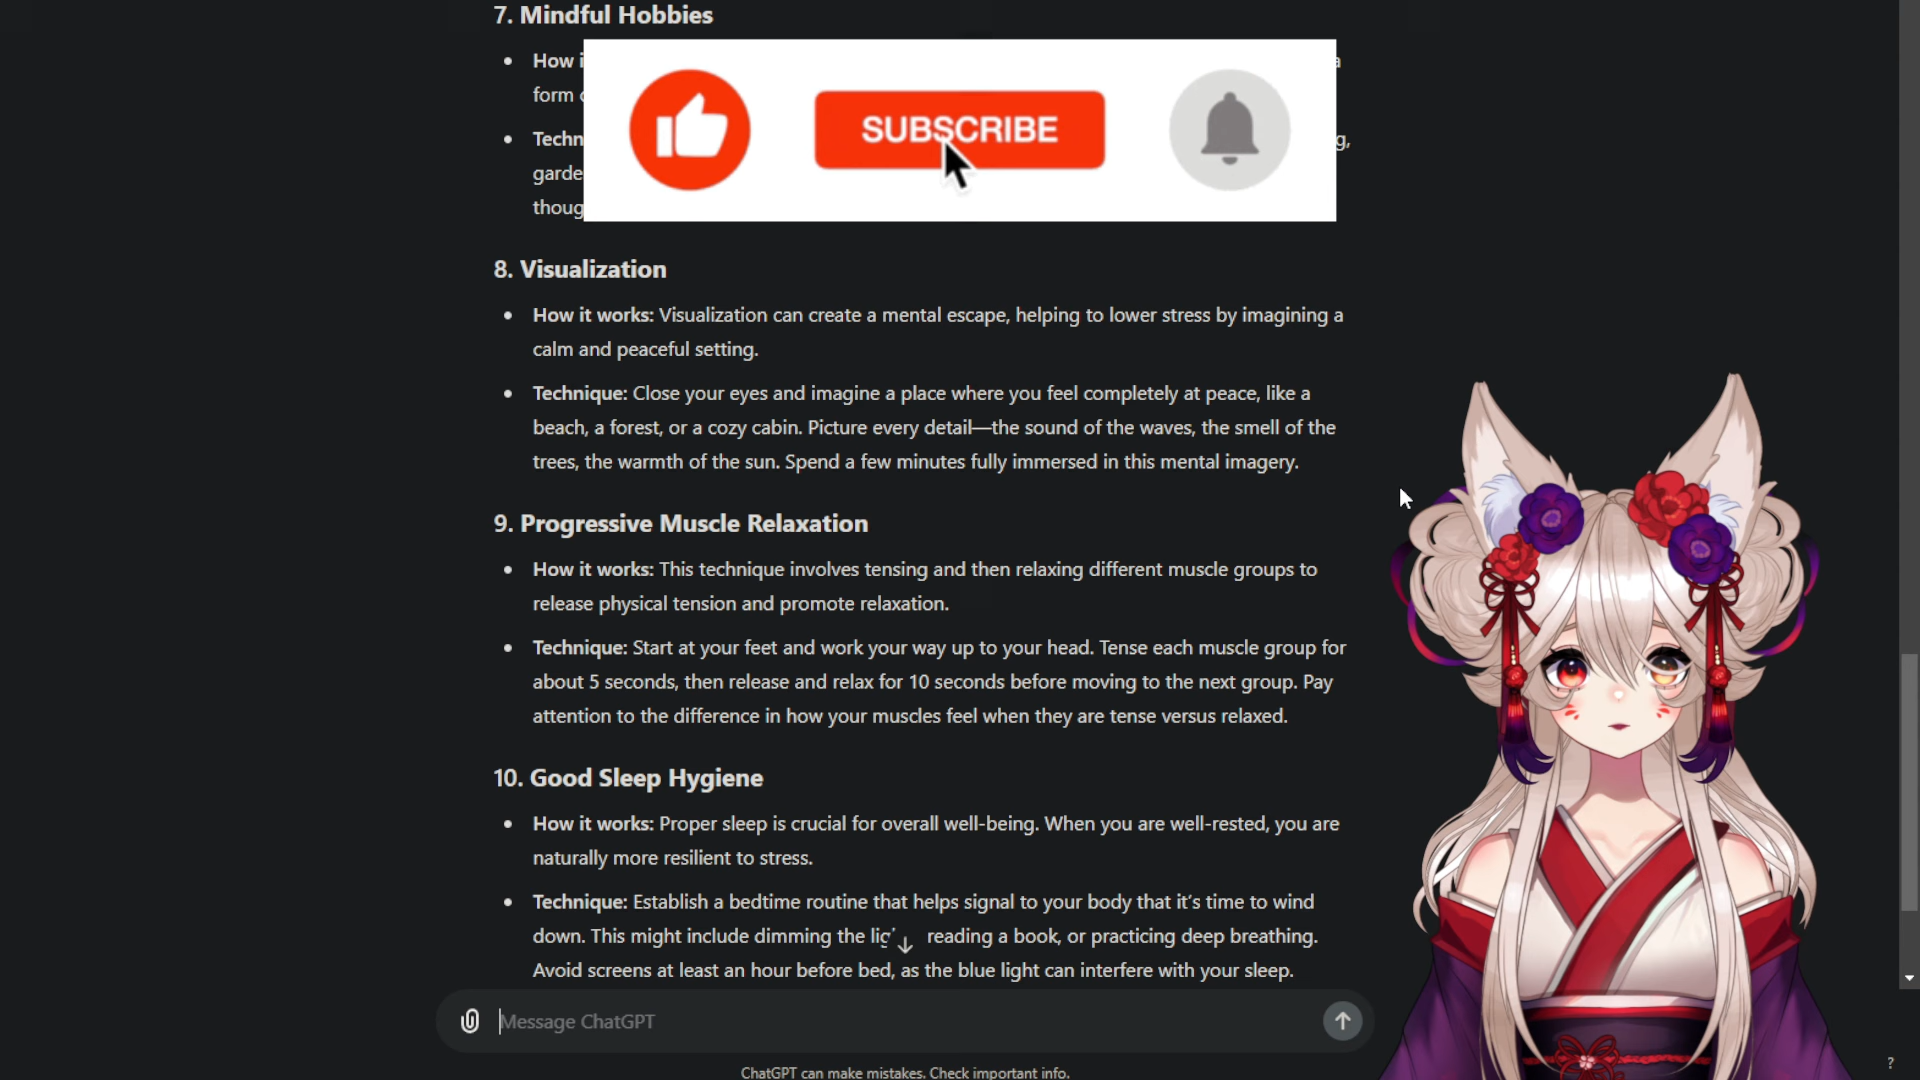 7. Mindful Hobbies
How
form
g,
garde
8. Visualization
How it works: Visualization can create a mental escape, helping to lower stress by imagining a
calm and peaceful setting.
Technique: Close your eyes and imagine a place where you feel completely at peace, like a
beach, a forest, or a cozy cabin. Picture every detail—the sound of the waves, the smell of the
trees, the warmth of the sun. Spend a few minutes fully immersed in this mental imagery.
9. Progressive Muscle Relaxation
How it works: This technique involves tensing and then relaxing different muscle groups to
release physical tension and promote relaxation.
Technique: Start at your feet and work your way up to your head. Tense each muscle group for
about 5 seconds, then release and relax for 10 seconds before moving to the next group. Pay
attention to the difference in how your muscles feel when they are tense versus relaxed.
10. Good Sleep Hygiene
How it works: Proper sleep is crucial for overall well-being. When you are well-rested, you are
naturally more resilient to stress.
Technique: Establish a bedtime routine that helps signal to your body that it's time to wind
down. This might include dimming the reading a book, or practicing deep breathing.
Avoid screens at least an hour before bed, as the blue light can interfere with your sleep.
Message ChatGPT
ChatGPT can make mistakes. Check important info.
?
SUBSCRIBE